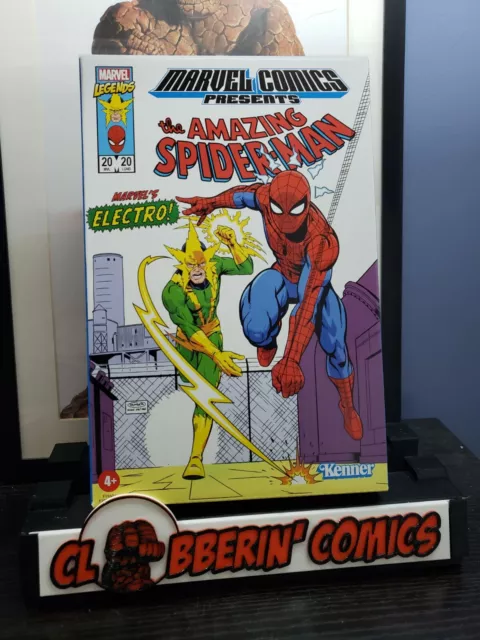 MARVEL
LEGENDS
MARVEL COMICS
PRESENTS
the AMAZING
SPIDER-MAN
20 20
MARVEL'S
ELECTRO!
4+
Kenner
CLOBBERIN' COMICS